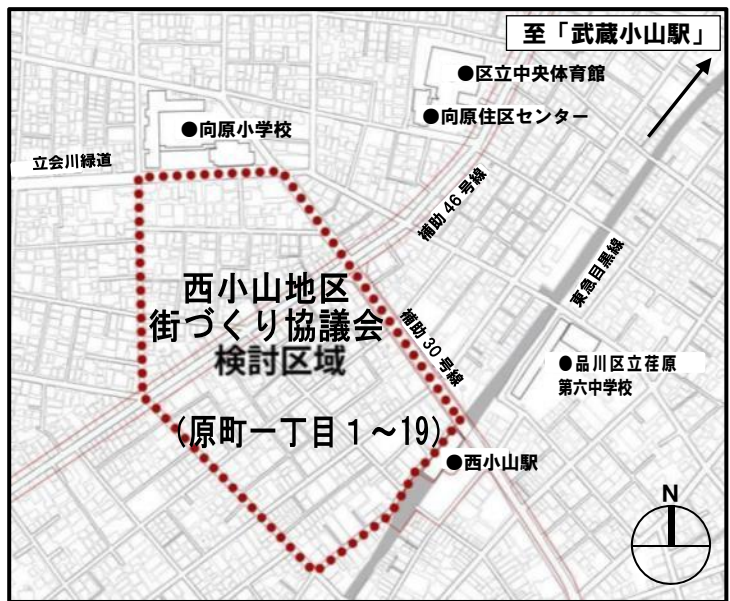 至「武蔵小山駅」
●区立中央体育館
●向原住区センター
●向原小学校
立会川緑道
補助46号線
東急目黒線
西小山地区
街づくり協議会
検討区域
補助30号線
●品川区立荏原
第六中学校
(原町一丁目1～19)
●西小山駅
N